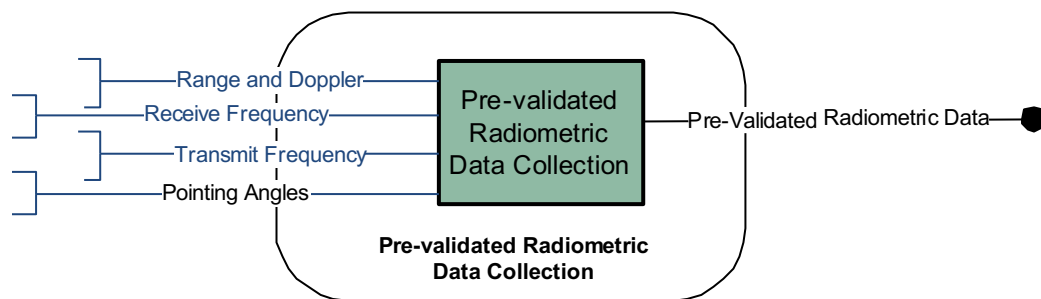 Range and Doppler
Receive Frequency
Transmit Frequency
Pointing Angles
Pre-validated
Radiometric
Data Collection
Pre-Validated Radiometric Data
Pre-validated Radiometric
Data Collection